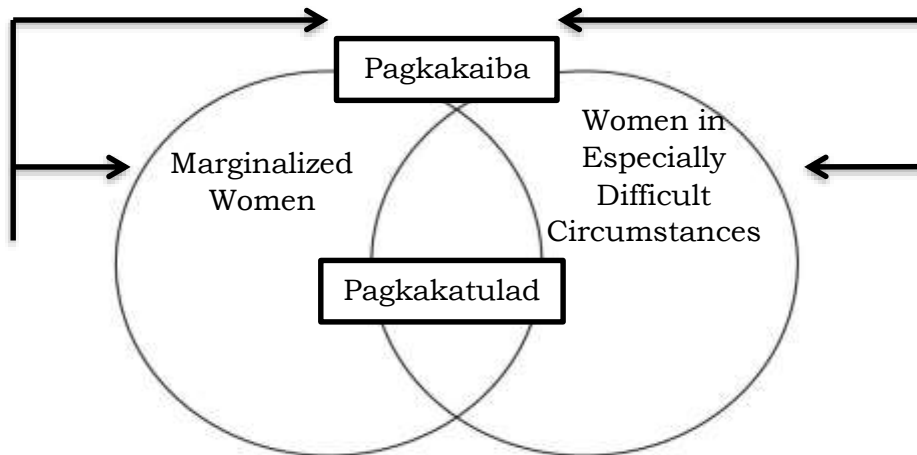 Pagkakaiba
Marginalized
Women
Women in
Especially
Difficult
Circumstances
Pagkakatulad